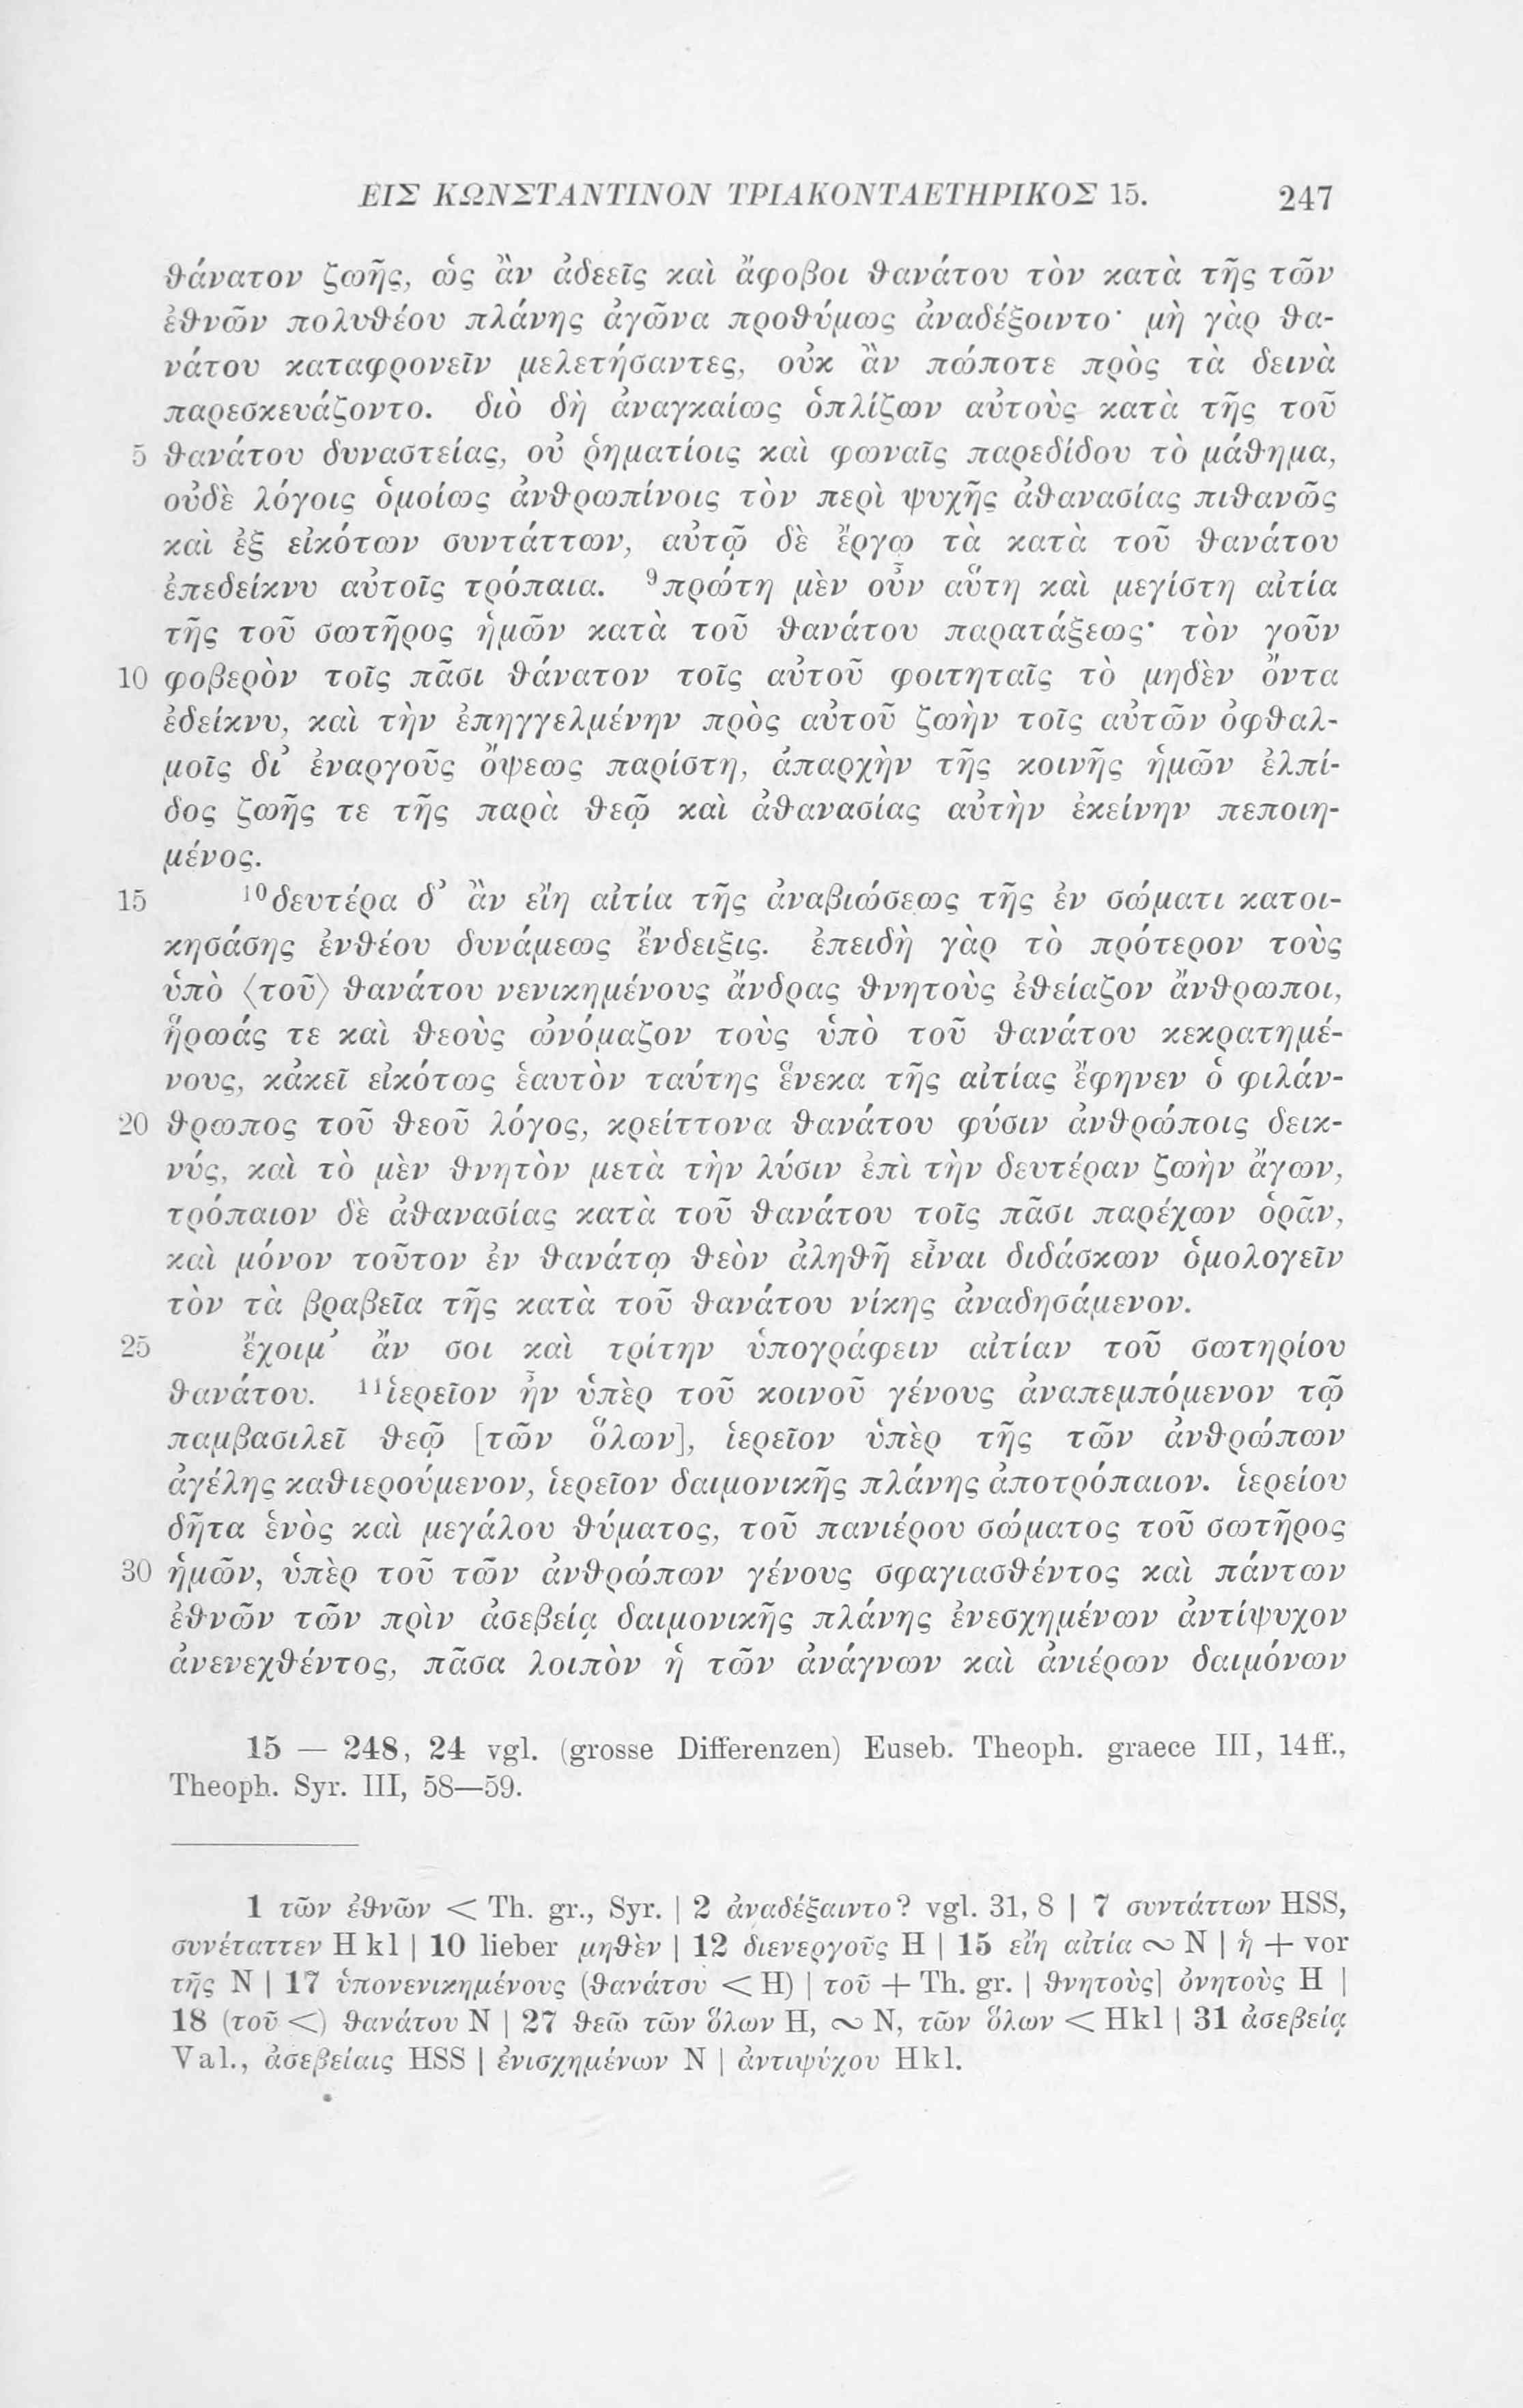 ΕΙΣ ΚΩΝΣΤΑΝΤΙΝΟΝ ΤΡΙΑΚΟΝΤΑΕΤΗΡΙΚΟΣ 15. 247
θάνατον ζωῆς, ὡς ἂν ἀδεεῖς καὶ ἄφοβοι θανάτου τὸν κατὰ τῆς τῶν
ἐθνῶν πολυθέου πλάνης ἀγῶνα προθύμως ἀναδέξοιντο· μὴ γὰρ θα-
νάτου καταφρονεῖν μελετήσαντες, οὐκ ἂν πώποτε πρὸς τὰ δεινὰ
παρεσκευάζοντο. διὸ δὴ ἀναγκαίως ὁπλίζων αὐτοὺς κατὰ τῆς τοῦ
5 θανάτου δυναστείας, οὐ ῥηματίοις καὶ φωναῖς παρεδίδου τὸ μάθημα,
οὐδὲ λόγοις ὁμοίως ἀνθρωπίνοις τὸν περὶ ψυχῆς ἀθανασίας πιθανῶς
καὶ ἐξ εἰκότων συντάττων, αὐτῷ δὲ ἔργῳ τὰ κατὰ τοῦ θανάτου
ἐπεδείκνυ αὐτοῖς τρόπαια. ⁹πρώτη μὲν οὖν αὕτη καὶ μεγίστη αἰτία
τῆς τοῦ σωτῆρος ἡμῶν κατὰ τοῦ θανάτου παρατάξεως· τὸν γοῦν
10 φοβερὸν τοῖς πᾶσι θάνατον τοῖς αὐτοῦ φοιτηταῖς τὸ μηδὲν ὄντα
ἐδείκνυ, καὶ τὴν ἐπηγγελμένην πρὸς αὐτοῦ ζωὴν τοῖς αὐτῶν ὀφθαλ-
μοῖς δι’ ἐναργοῦς ὄψεως παρίστη, ἀπαρχὴν τῆς κοινῆς ἡμῶν ἐλπί-
δος ζωῆς τε τῆς παρὰ θεῷ καὶ ἀθανασίας αὐτὴν ἐκείνην πεποιη-
μένος.
15 ¹⁰δευτέρα δ’ ἂν εἴη αἰτία τῆς ἀναβιώσεως τῆς ἐν σώματι κατοι-
κησάσης ἐνθέου δυνάμεως ἔνδειξις. ἐπειδὴ γὰρ τὸ πρότερον τοὺς
ὑπὸ ⟨τοῦ⟩ θανάτου νενικημένους ἄνδρας θνητοὺς ἐθείαζον ἄνθρωποι,
ἥρωάς τε καὶ θεοὺς ὠνόμαζον τοὺς ὑπὸ τοῦ θανάτου κεκρατημέ-
νους, κἀκεῖ εἰκότως ἑαυτὸν ταύτης ἕνεκα τῆς αἰτίας ἔφηνεν ὁ φιλάν-
20 θρωπος τοῦ θεοῦ λόγος, κρείττονα θανάτου φύσιν ἀνθρώποις δεικ-
νύς, καὶ τὸ μὲν θνητὸν μετὰ τὴν λύσιν ἐπὶ τὴν δευτέραν ζωὴν ἄγων,
τρόπαιον δὲ ἀθανασίας κατὰ τοῦ θανάτου τοῖς πᾶσι παρέχων ὁρᾶν,
καὶ μόνον τοῦτον ἐν θανάτῳ θεὸν ἀληθῆ εἶναι διδάσκων ὁμολογεῖν
τὸν τὰ βραβεῖα τῆς κατὰ τοῦ θανάτου νίκης ἀναδησάμενον.
25 ἔχοιμ’ ἄν σοι καὶ τρίτην ὑπογράφειν αἰτίαν τοῦ σωτηρίου
θανάτου. ¹¹ἱερεῖον ἦν ὑπὲρ τοῦ κοινοῦ γένους ἀναπεμπόμενον τῷ
παμβασιλεῖ θεῷ [τῶν ὅλων], ἱερεῖον ὑπὲρ τῆς τῶν ἀνθρώπων
ἀγέλης καθιερούμενον, ἱερεῖον δαιμονικῆς πλάνης ἀποτρόπαιον. ἱερείου
δῆτα ἑνὸς καὶ μεγάλου θύματος, τοῦ πανιέρου σώματος τοῦ σωτῆρος
30 ἡμῶν, ὑπὲρ τοῦ τῶν ἀνθρώπων γένους σφαγιασθέντος καὶ πάντων
ἐθνῶν τῶν πρὶν ἀσεβείᾳ δαιμονικῆς πλάνης ἐνεσχημένων ἀντίψυχον
ἀνενεχθέντος, πᾶσα λοιπὸν ἡ τῶν ἀνάγνων καὶ ἀνιέρων δαιμόνων
15 — 248, 24 vgl. (grosse Differenzen) Euseb. Theoph. graece III, 14ff.,
Theoph. Syr. III, 58—59.
1 τῶν ἐθνῶν < Th. gr., Syr. | 2 ἀναδέξαιντο? vgl. 31, 8 | 7 συντάττων HSS,
συνέταττεν H kl | 10 lieber μηθὲν | 12 διενεργοῦς H | 15 εἴη αἰτία ∾ N | ἡ + vor
τῆς N | 17 ὑπονενικημένους (θανάτου < H) | τοῦ + Th. gr. | θνητοὺς] ὀνητοὺς H |
18 (τοῦ <) θανάτου N | 27 θεῶ τῶν ὅλων H, ∾ N, τῶν ὅλων < Hkl | 31 ἀσεβείᾳ
Val., ἀσεβείαις HSS | ἐνισχημένων N | ἀντιψύχου Hkl.